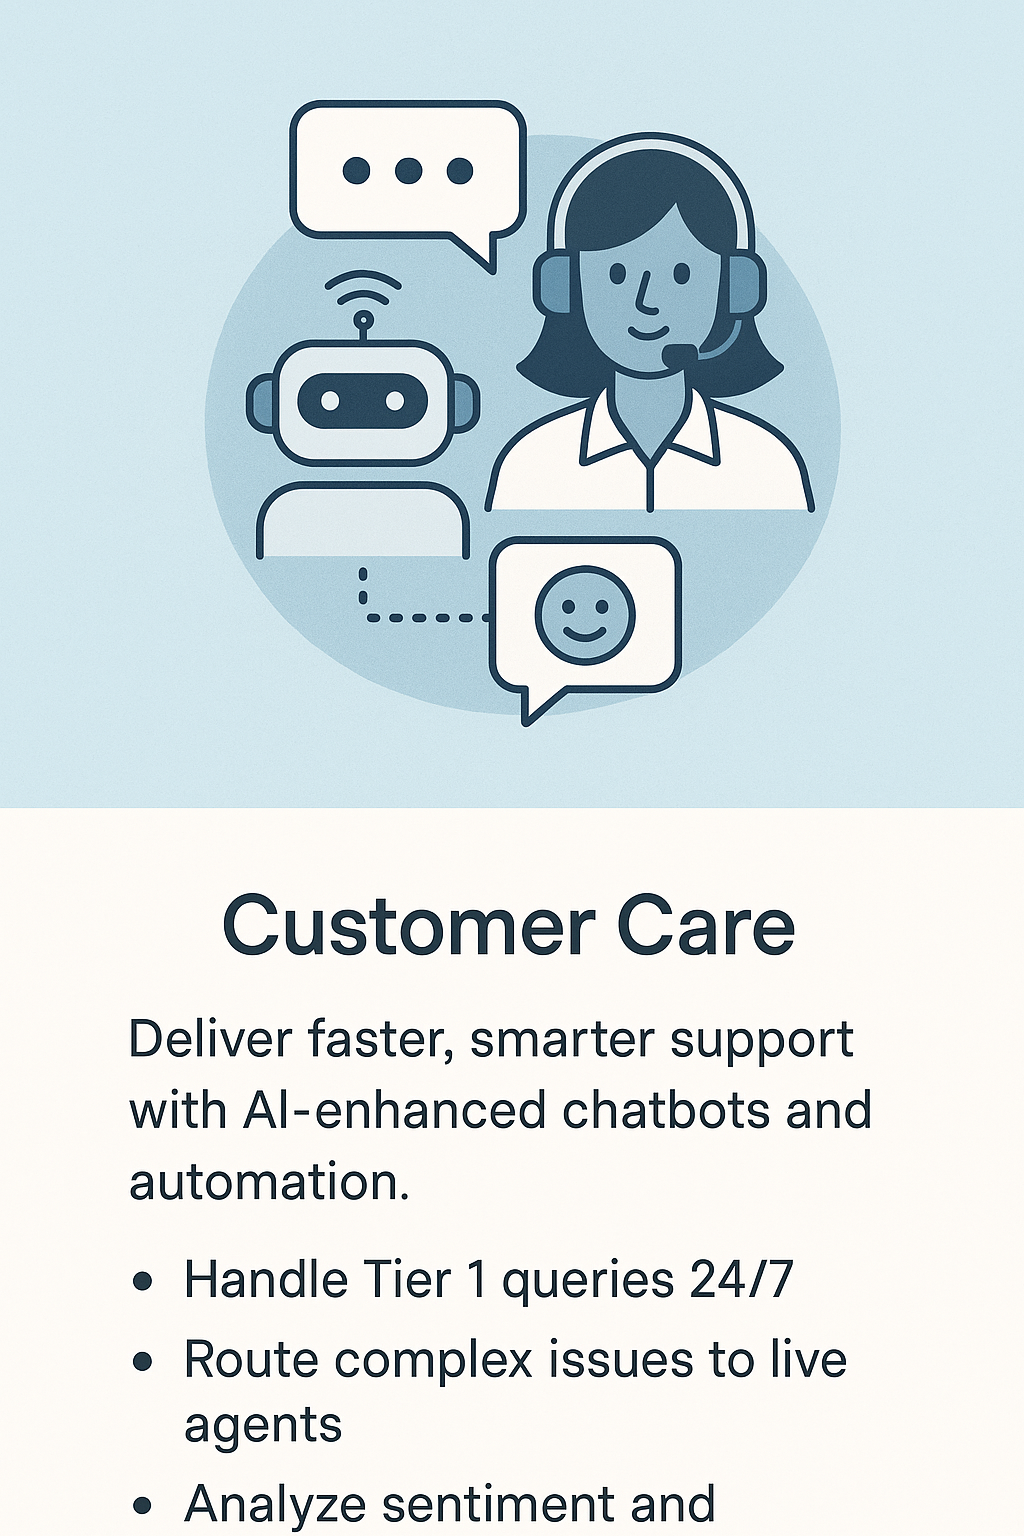 Customer Care
Deliver faster, smarter support
with AI-enhanced chatbots and
automation.
• Handle Tier 1 queries 24/7
• Route complex issues to live
agents
• Analyze sentiment and